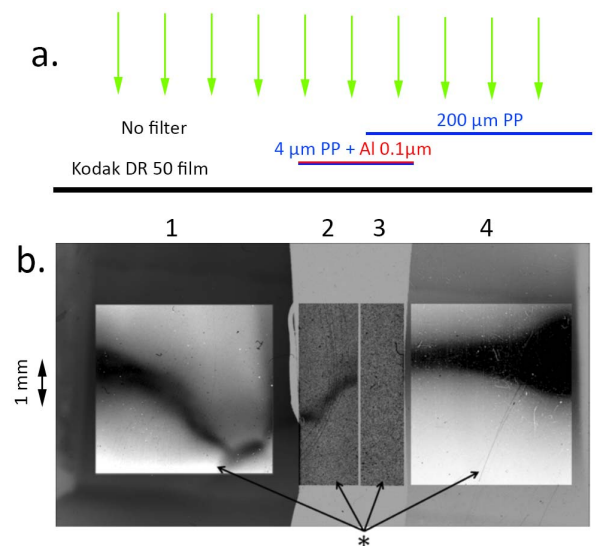 a.
No filter
200 µm PP
4 µm PP + Al 0.1µm
Kodak DR 50 film
1 2 3 4
b.
1 mm
*